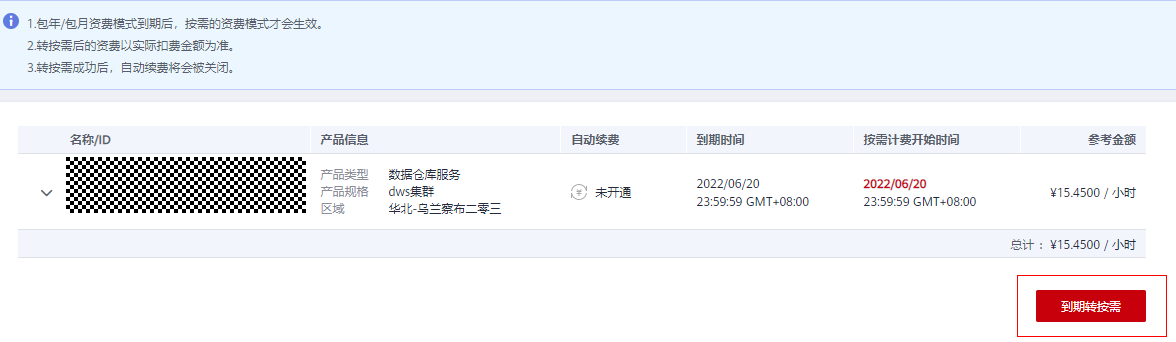 1.包年/包月资费模式到期后，按需的资费模式才会生效。
2.转按需后的资费以实际扣费金额为准。
3.转按需成功后，自动续费将会被关闭。
名称/ID 产品信息 自动续费 到期时间 按需计费开始时间 参考金额
产品类型 数据仓库服务
产品规格 dws集群
区域 华北-乌兰察布二零三
未开通
2022/06/20
23:59:59 GMT+08:00
2022/06/20
23:59:59 GMT+08:00
¥15.4500 / 小时
总计： ¥15.4500 / 小时
到期转按需